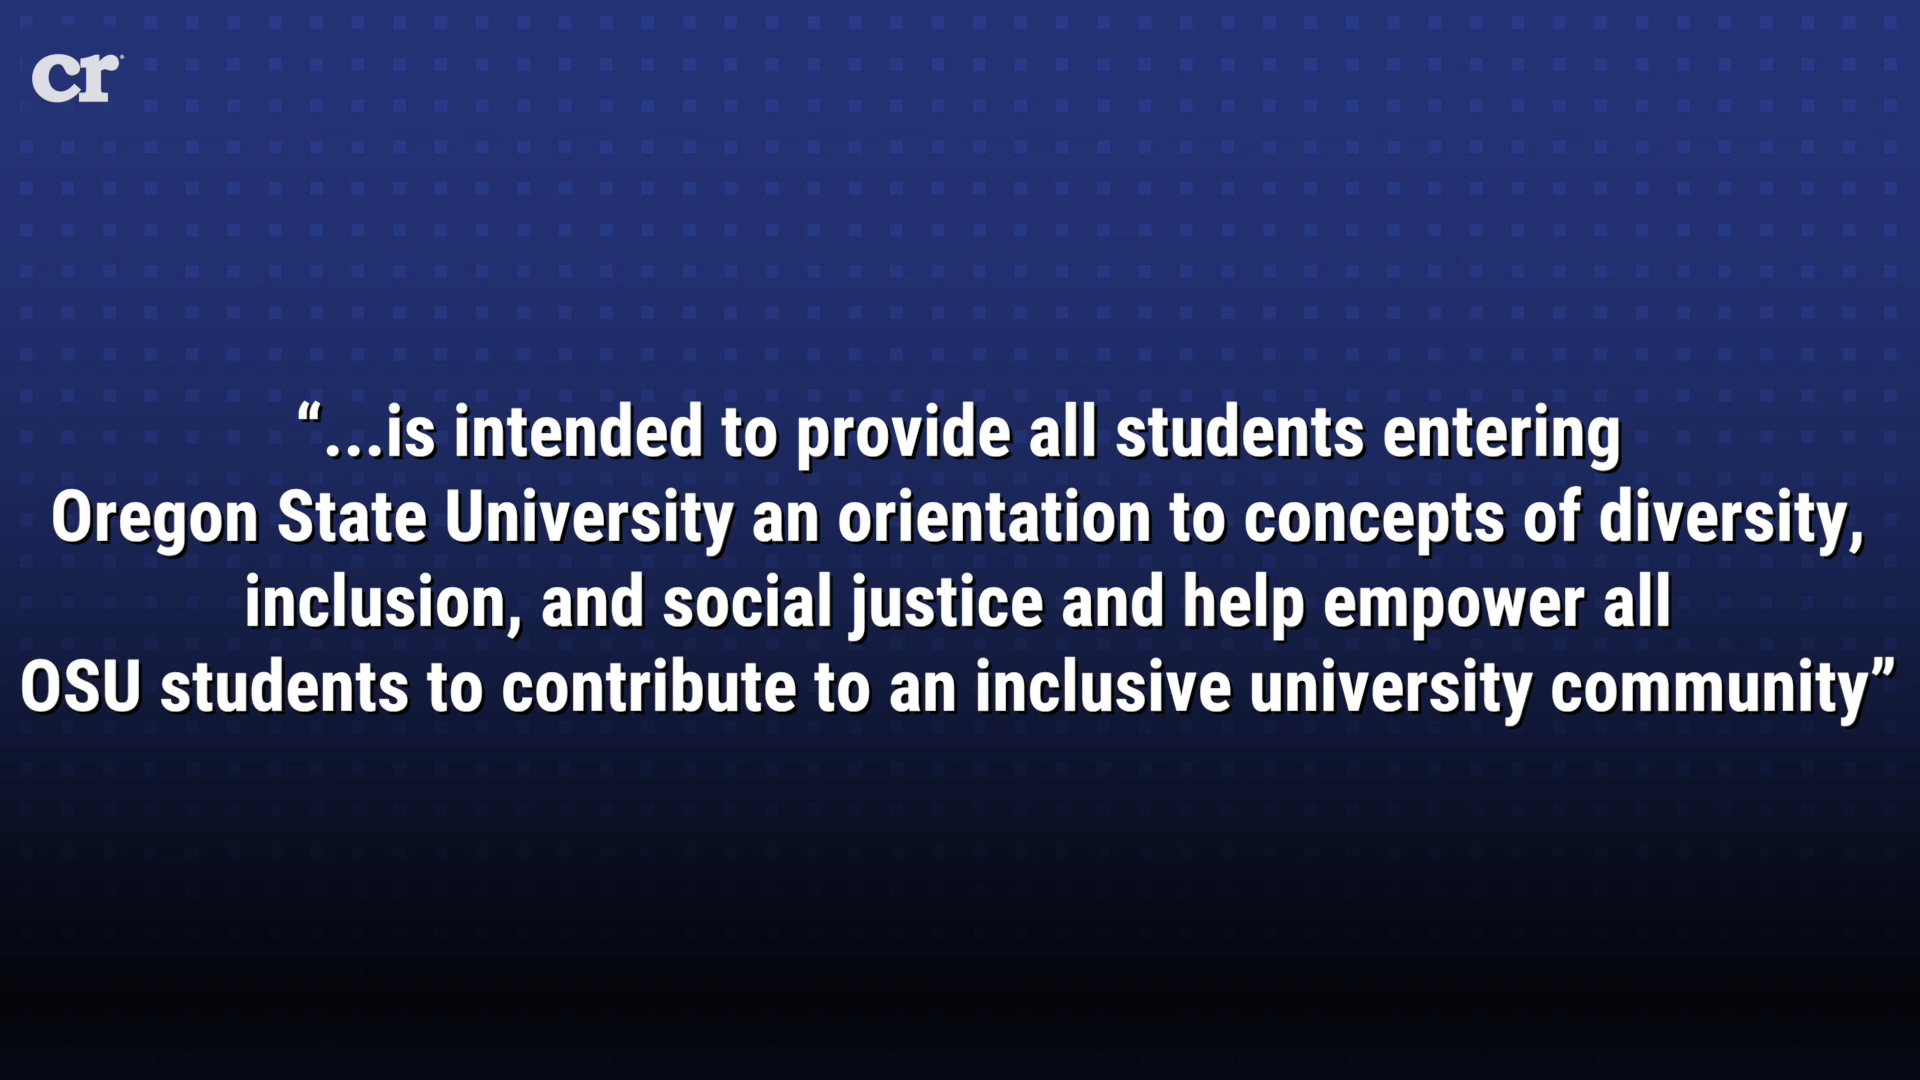 cr
“...is intended to provide all students entering
Oregon State University an orientation to concepts of diversity,
inclusion, and social justice and help empower all
OSU students to contribute to an inclusive university community”